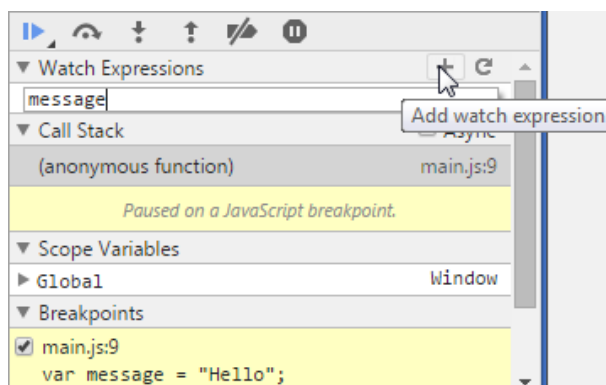 Watch Expressions
message
Add watch expression
Call Stack
Async
(anonymous function) main.js:9
Paused on a JavaScript breakpoint.
Scope Variables
Global Window
Breakpoints
main.js:9
var message = "Hello";